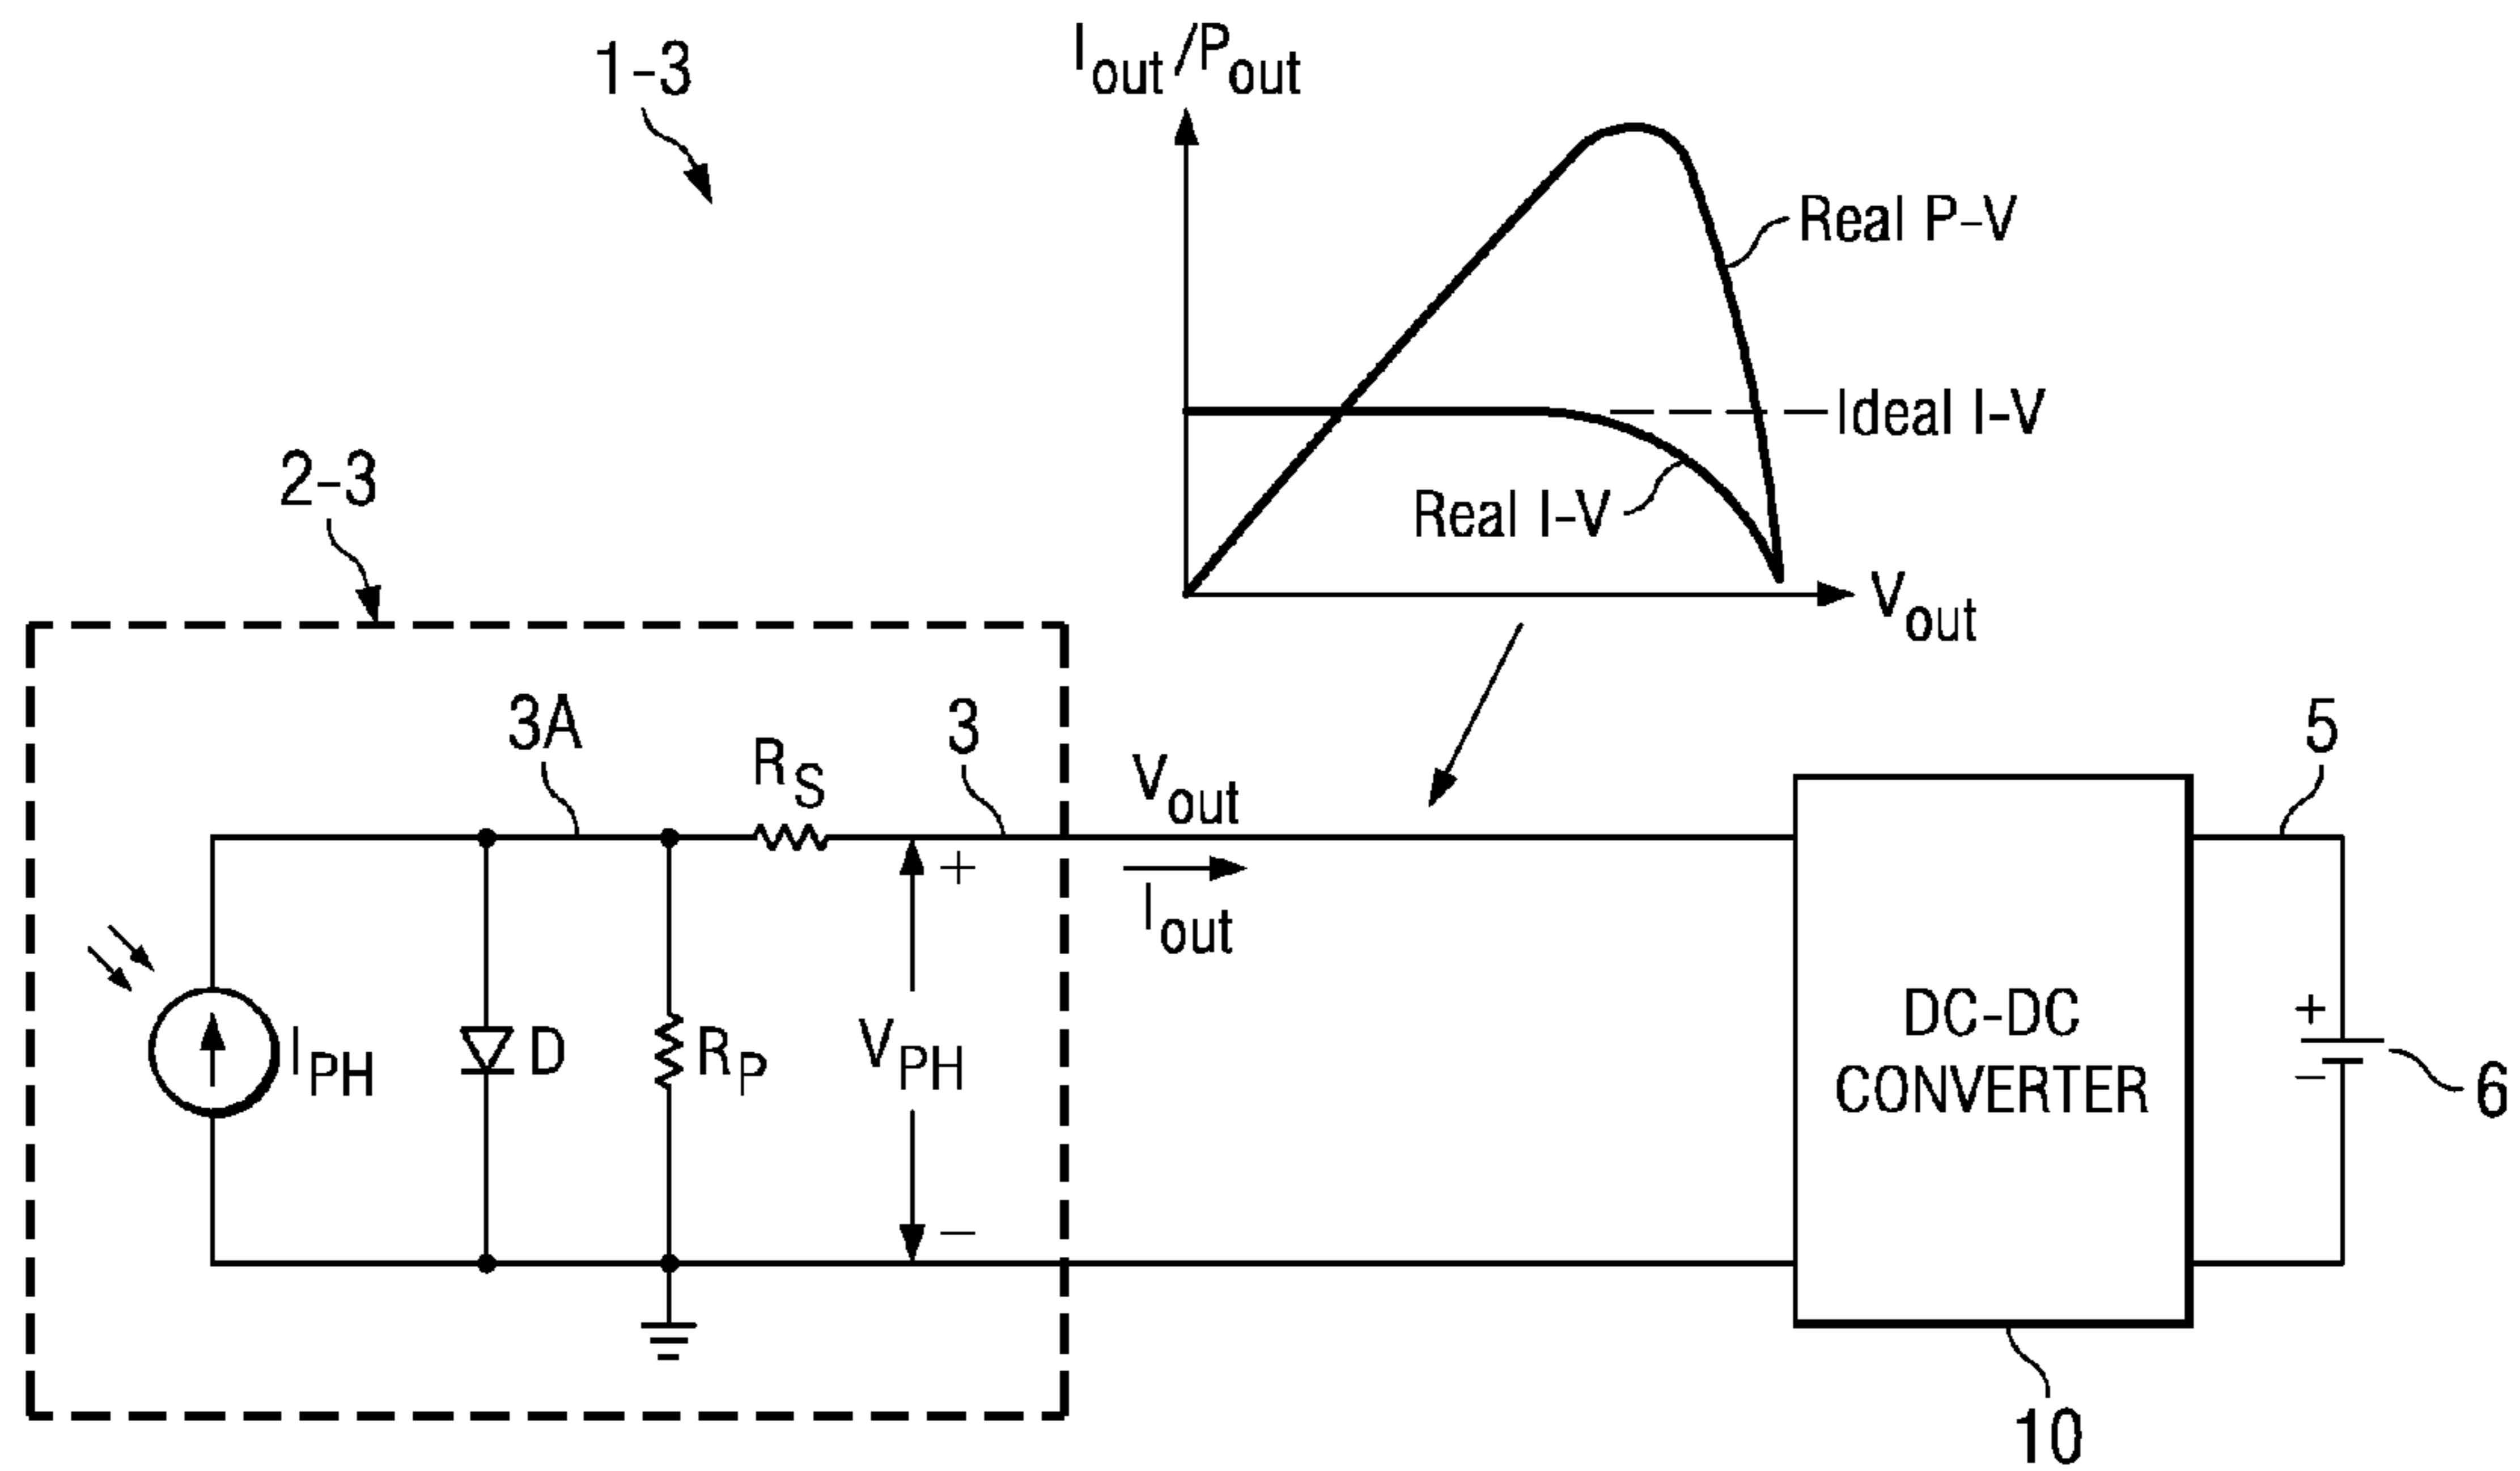 1-3
Iout/Pout
Real P-V
Ideal I-V
Real I-V
Vout
2-3
3A
RS
3
Vout
Iout
5
+
IPH
D
RP
VPH
−
DC-DC
CONVERTER
+
−
6
10